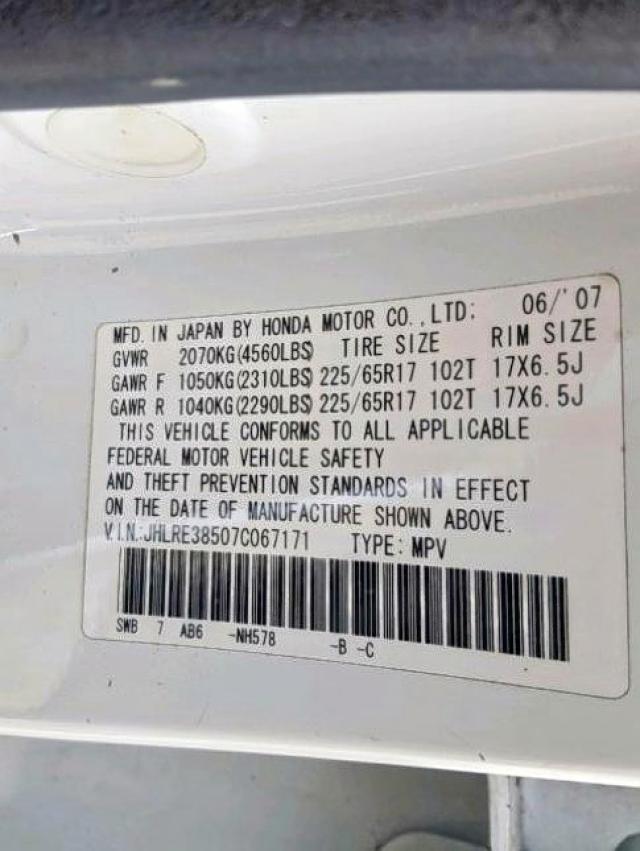 MFD. IN JAPAN BY HONDA MOTOR CO.,LTD: 06/'07
GVWR 2070KG(4560LBS) TIRE SIZE RIM SIZE
GAWR F 1050KG(2310LBS) 225/65R17 102T 17X6.5J
GAWR R 1040KG(2290LBS) 225/65R17 102T 17X6.5J
THIS VEHICLE CONFORMS TO ALL APPLICABLE
FEDERAL MOTOR VEHICLE SAFETY
AND THEFT PREVENTION STANDARDS IN EFFECT
ON THE DATE OF MANUFACTURE SHOWN ABOVE.
V.I.N.:JHLRE38507C067171 TYPE: MPV
SWB 7 AB6 -NH578 -B -C